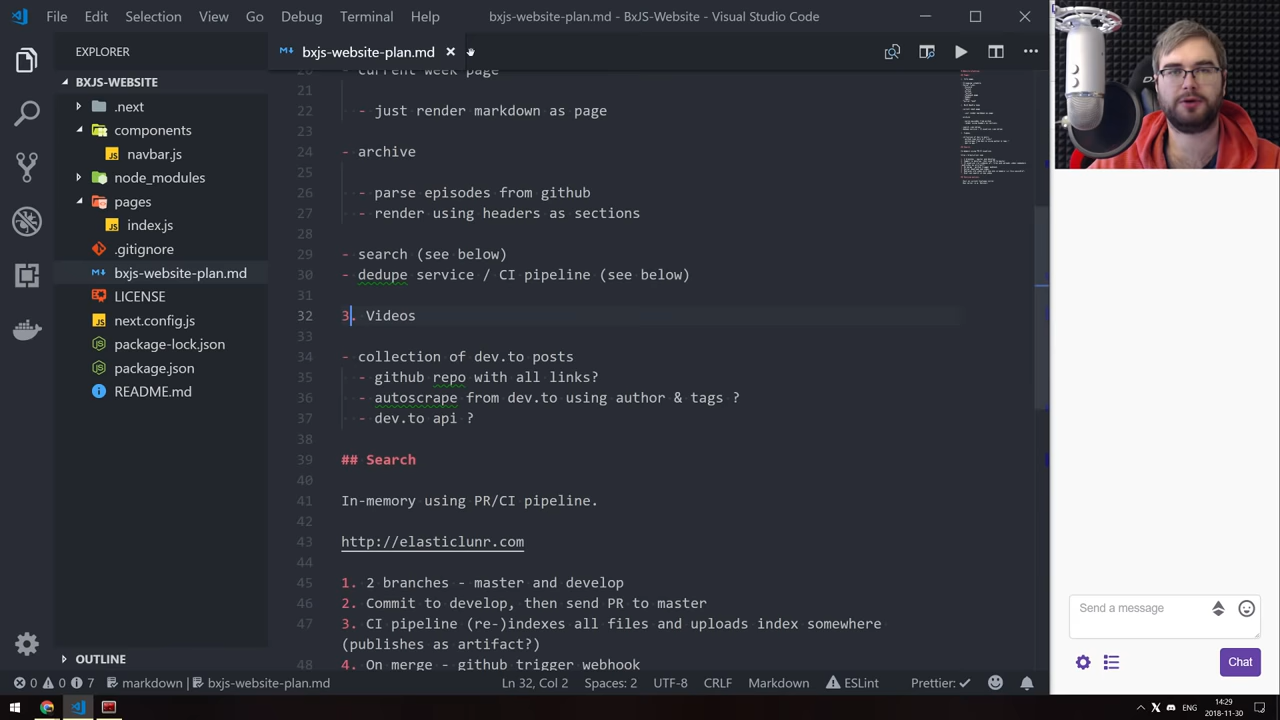 File Edit Selection View Go Debug Terminal Help
bxjs-website-plan.md - BxJS-Website - Visual Studio Code
EXPLORER
BXJS-WEBSITE
.next
components
navbar.js
node_modules
pages
index.js
.gitignore
bxjs-website-plan.md
LICENSE
next.config.js
package-lock.json
package.json
README.md
OUTLINE
bxjs-website-plan.md
20 - current week page
21
22 just render markdown as page
23
24 - archive
25
26 - parse episodes from github
27 - render using headers as sections
28
29 - search (see below)
30 - dedupe service / CI pipeline (see below)
31
32 3. Videos
33
34 - collection of dev.to posts
35 - github repo with all links?
36 - autoscrape from dev.to using author & tags ?
37 - dev.to api ?
38
39 ## Search
40
41 In-memory using PR/CI pipeline.
42
43 http://elasticlunr.com
44
45 1. 2 branches - master and develop
46 2. Commit to develop, then send PR to master
47 3. CI pipeline (re-)indexes all files and uploads index somewhere
(publishes as artifact?)
48 4. On merge - github trigger webhook
0 0 7 markdown bxjs-website-plan.md Ln 32, Col 2 Spaces: 2 UTF-8 CRLF Markdown ESLint Prettier: ✓
Send a message
Chat
ENG
14:29
2018-11-30